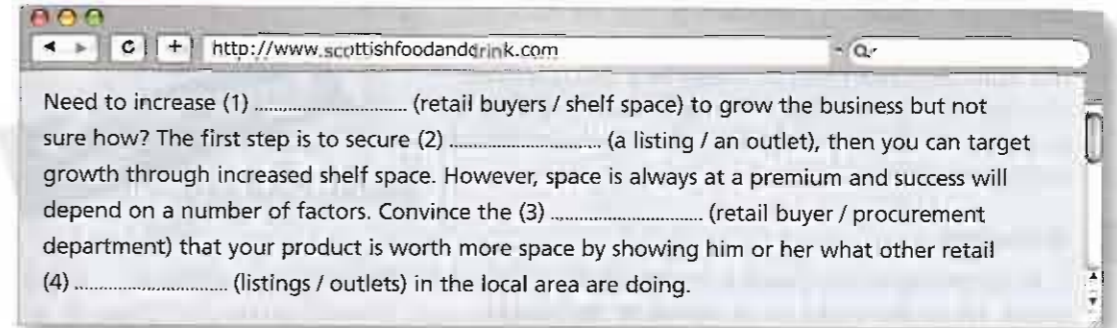 http://www.scottishfoodanddrink.com
Need to increase (1) ............................ (retail buyers / shelf space) to grow the business but not
sure how? The first step is to secure (2) ............................ (a listing / an outlet), then you can target
growth through increased shelf space. However, space is always at a premium and success will
depend on a number of factors. Convince the (3) ............................ (retail buyer / procurement
department) that your product is worth more space by showing him or her what other retail
(4) ............................ (listings / outlets) in the local area are doing.